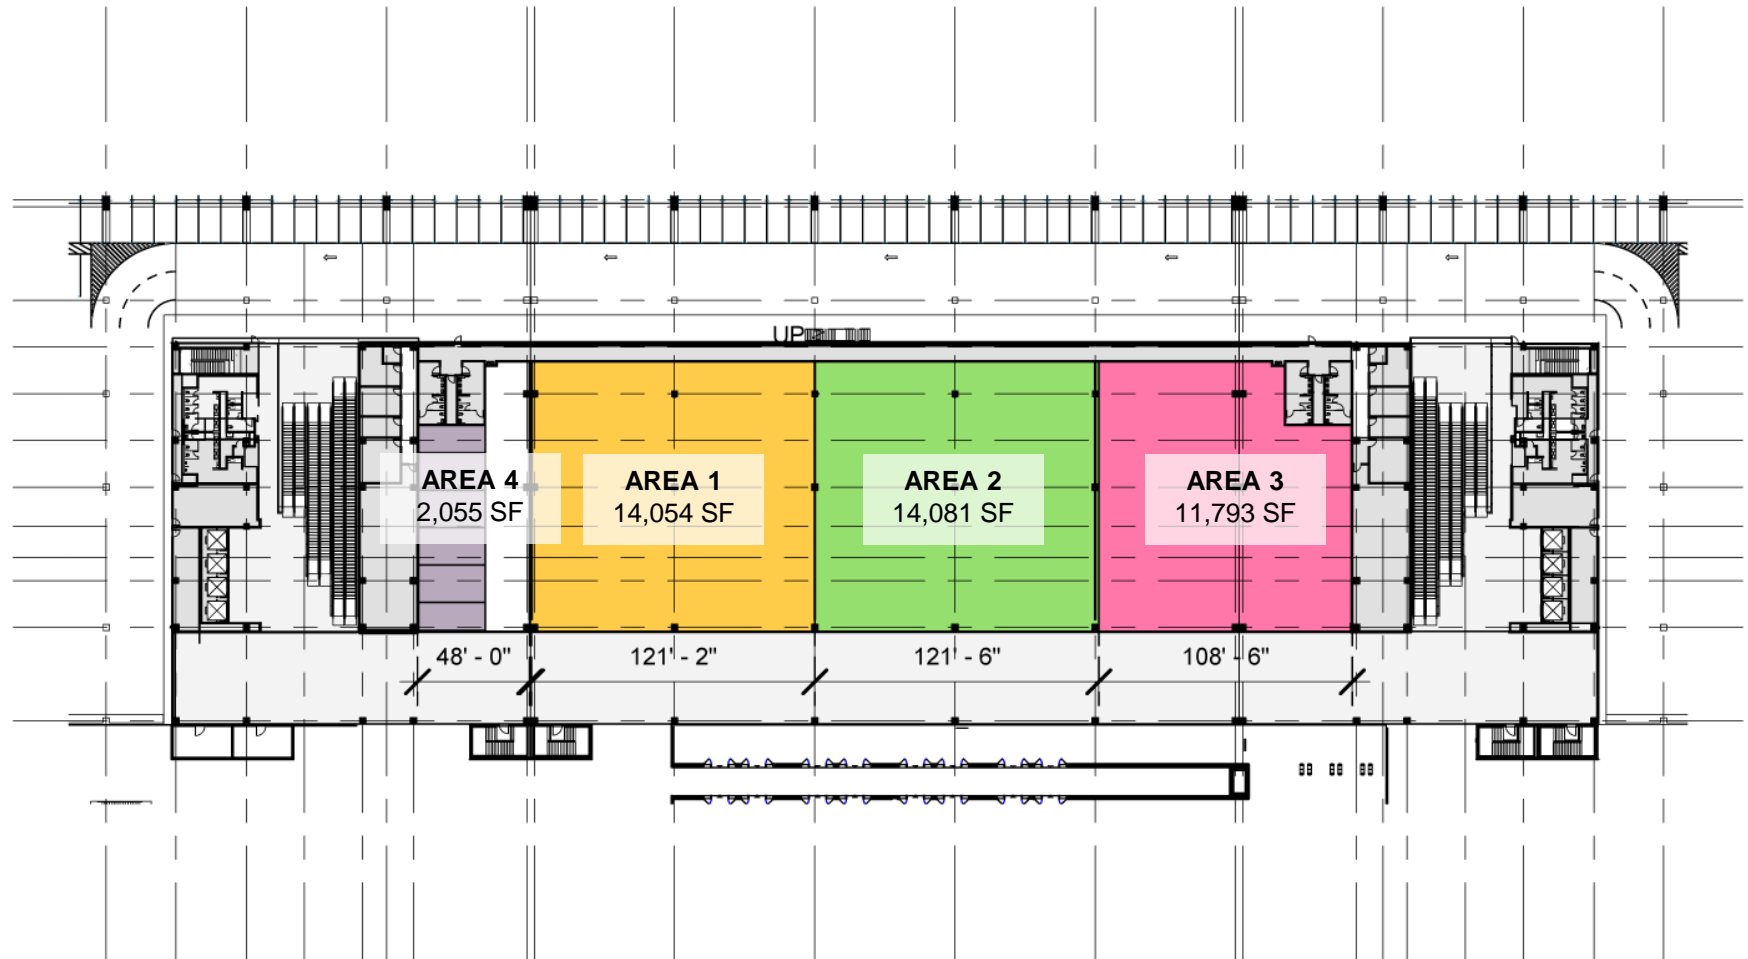 UP
AREA 4
2,055 SF
AREA 1
14,054 SF
AREA 2
14,081 SF
AREA 3
11,793 SF
48' - 0"
121' - 2"
121' - 6"
108' - 6"